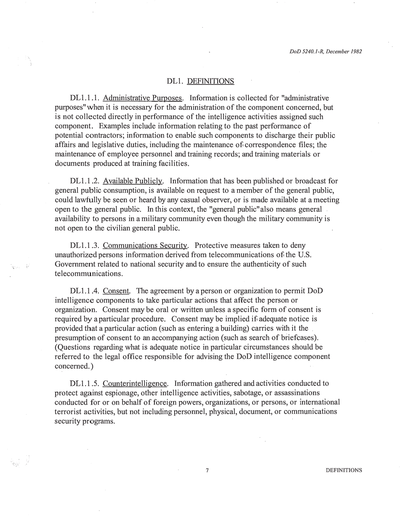 DoD 5240.1-R, December 1982
DL1. DEFINITIONS
DL1.1.1. Administrative Purposes. Information is collected for "administrative
purposes" when it is necessary for the administration of the component concerned, but
is not collected directly in performance of the intelligence activities assigned such
component. Examples include information relating to the past performance of
potential contractors; information to enable such components to discharge their public
affairs and legislative duties, including the maintenance of correspondence files; the
maintenance of employee personnel and training records; and training materials or
documents produced at training facilities.
DL1.1.2. Available Publicly. Information that has been published or broadcast for
general public consumption, is available on request to a member of the general public,
could lawfully be seen or heard by any casual observer, or is made available at a meeting
open to the general public. In this context, the "general public" also means general
availability to persons in a military community even though the military community is
not open to the civilian general public.
DL1.1.3. Communications Security. Protective measures taken to deny
unauthorized persons information derived from telecommunications of the U.S.
Government related to national security and to ensure the authenticity of such
telecommunications.
DL1.1.4. Consent. The agreement by a person or organization to permit DoD
intelligence components to take particular actions that affect the person or
organization. Consent may be oral or written unless a specific form of consent is
required by a particular procedure. Consent may be implied if adequate notice is
provided that a particular action (such as entering a building) carries with it the
presumption of consent to an accompanying action (such as search of briefcases).
(Questions regarding what is adequate notice in particular circumstances should be
referred to the legal office responsible for advising the DoD intelligence component
concerned.)
DL1.1.5. Counterintelligence. Information gathered and activities conducted to
protect against espionage, other intelligence activities, sabotage, or assassinations
conducted for or on behalf of foreign powers, organizations, or persons, or international
terrorist activities, but not including personnel, physical, document, or communications
security programs.
7 DEFINITIONS